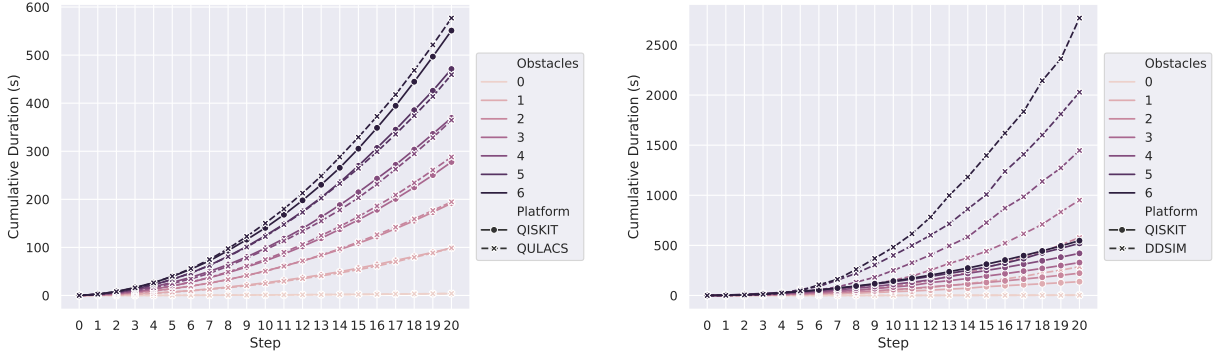 600
500
400
300
200
100
0
Cumulative Duration (s)
0 1 2 3 4 5 6 7 8 9 10 11 12 13 14 15 16 17 18 19 20
Step
Obstacles
0
1
2
3
4
5
6
Platform
QISKIT
QULACS
2500
2000
1500
1000
500
0
Cumulative Duration (s)
0 1 2 3 4 5 6 7 8 9 10 11 12 13 14 15 16 17 18 19 20
Step
Obstacles
0
1
2
3
4
5
6
Platform
QISKIT
DDSIM